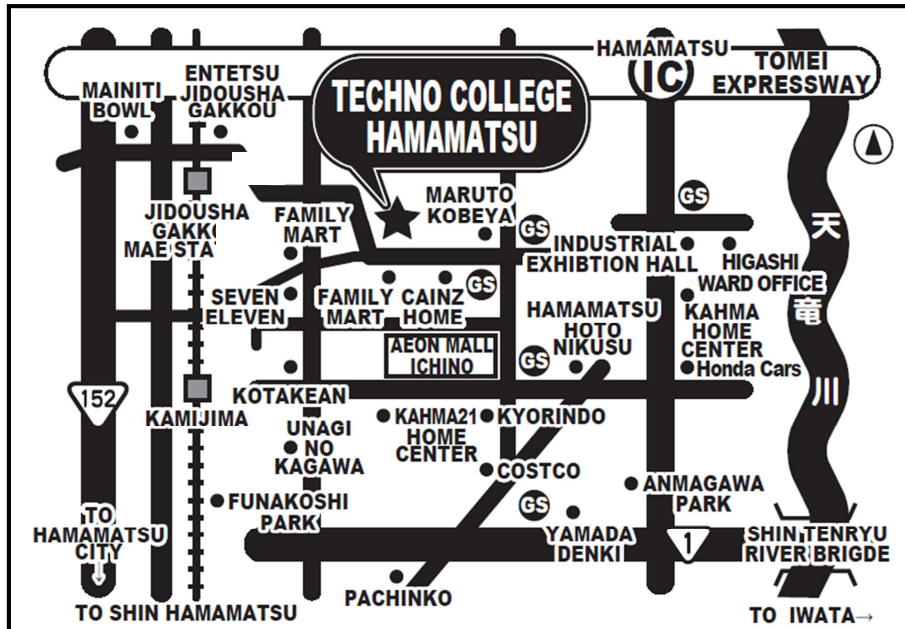 HAMAMATSU
IC
TOMEI
EXPRESSWAY
MAINITI
BOWL
ENTETSU
JIDOUSHA
GAKKOU
TECHNO COLLEGE
HAMAMATSU
JIDOUSHA
GAKKO
MAE STA
FAMILY
MART
MARUTO
KOBEYA
GS
GS
INDUSTRIAL
EXHIBTION HALL
HIGASHI
WARD OFFICE
天
竜
川
SEVEN
ELEVEN
FAMILY
MART
CAINZ
HOME
GS
HAMAMATSU
HOTO
NIKUSU
KAHMA
HOME
CENTER
AEON MALL
ICHINO
GS
Honda Cars
152
KAMIJIMA
KOTAKEAN
UNAGI
NO
KAGAWA
KAHMA21
HOME
CENTER
KYORINDO
COSTCO
ANMAGAWA
PARK
FUNAKOSHI
PARK
GS
YAMADA
DENKI
1
SHIN TENRYU
RIVER BRIGDE
TO
HAMAMATSU
CITY
↓
PACHINKO
TO SHIN HAMAMATSU
TO IWATA→